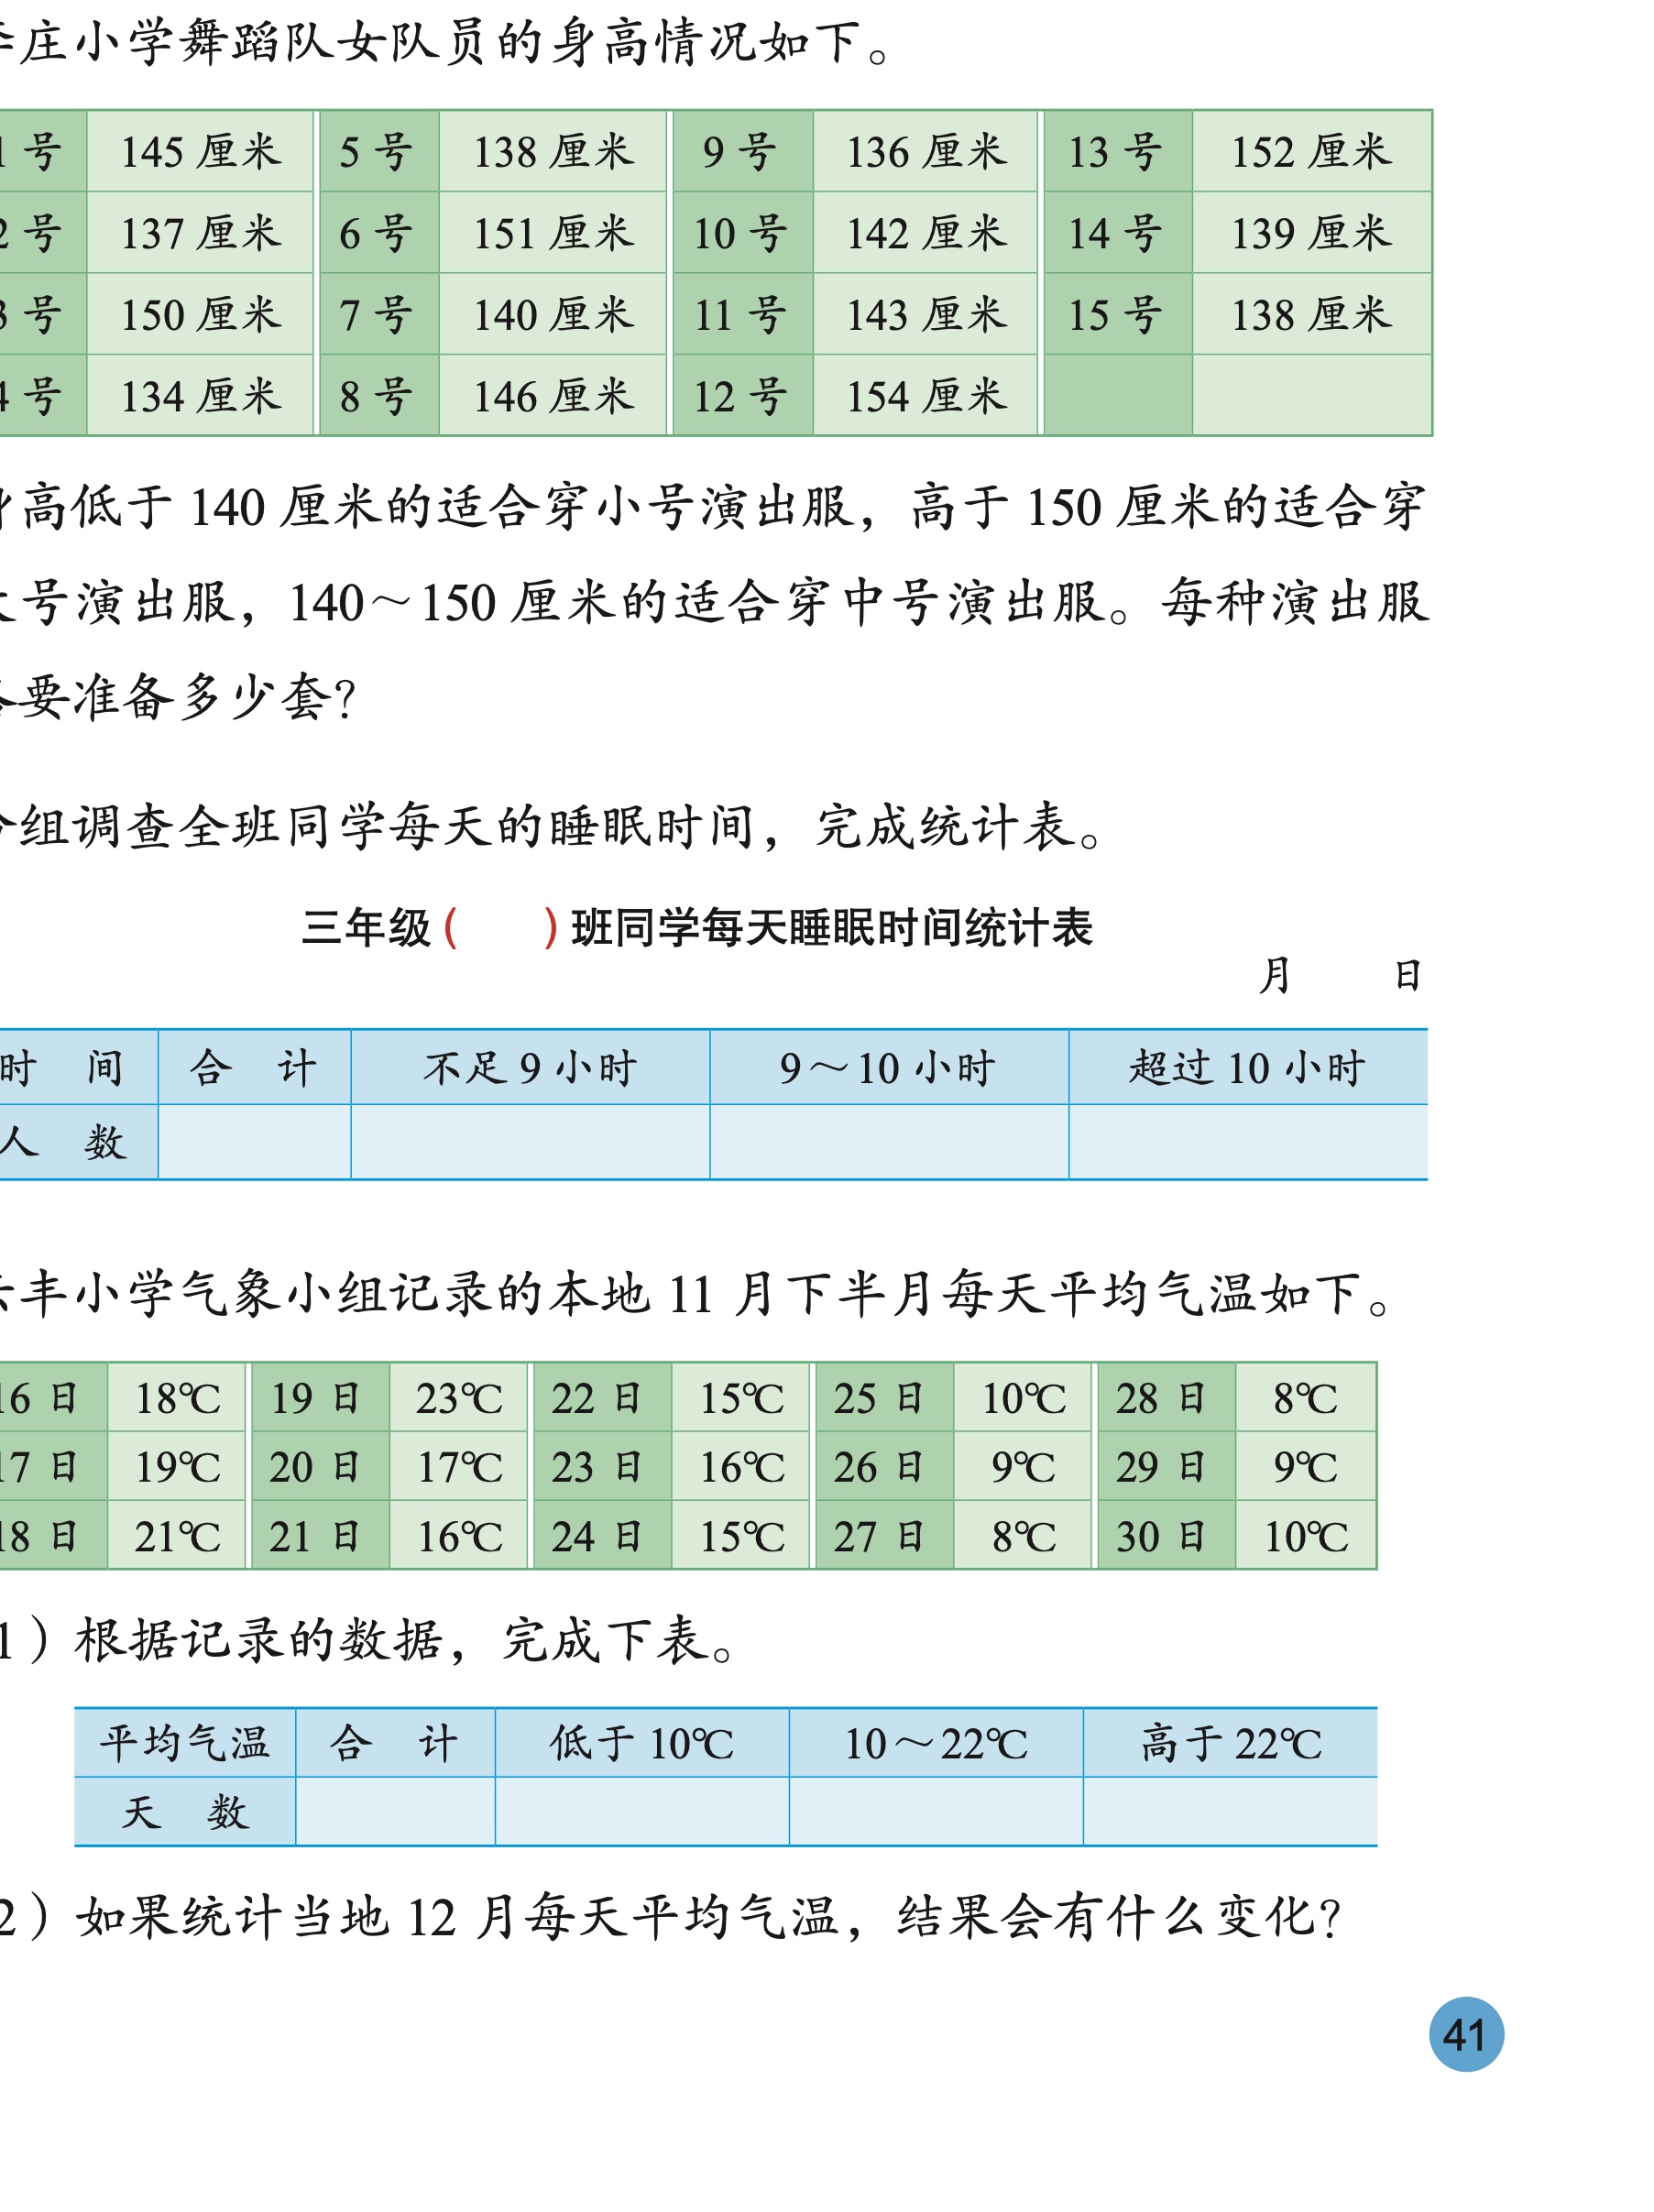 庄小学舞蹈队女队员的身高情况如下。
1 号 145 厘米 5 号 138 厘米 9 号 136 厘米 13 号 152 厘米
2 号 137 厘米 6 号 151 厘米 10 号 142 厘米 14 号 139 厘米
3 号 150 厘米 7 号 140 厘米 11 号 143 厘米 15 号 138 厘米
4 号 134 厘米 8 号 146 厘米 12 号 154 厘米
身高低于 140 厘米的适合穿小号演出服，高于 150 厘米的适合穿
大号演出服，140～150 厘米的适合穿中号演出服。每种演出服
各要准备多少套？
分组调查全班同学每天的睡眠时间，完成统计表。
三年级（ ）班同学每天睡眠时间统计表
月 日
时 间 合 计 不足 9 小时 9～10 小时 超过 10 小时
人 数
丰小学气象小组记录的本地 11 月下半月每天平均气温如下。
16 日 18℃ 19 日 23℃ 22 日 15℃ 25 日 10℃ 28 日 8℃
17 日 19℃ 20 日 17℃ 23 日 16℃ 26 日 9℃ 29 日 9℃
18 日 21℃ 21 日 16℃ 24 日 15℃ 27 日 8℃ 30 日 10℃
1）根据记录的数据，完成下表。
平均气温 合 计 低于 10℃ 10～22℃ 高于 22℃
天 数
2）如果统计当地 12 月每天平均气温，结果会有什么变化？
41